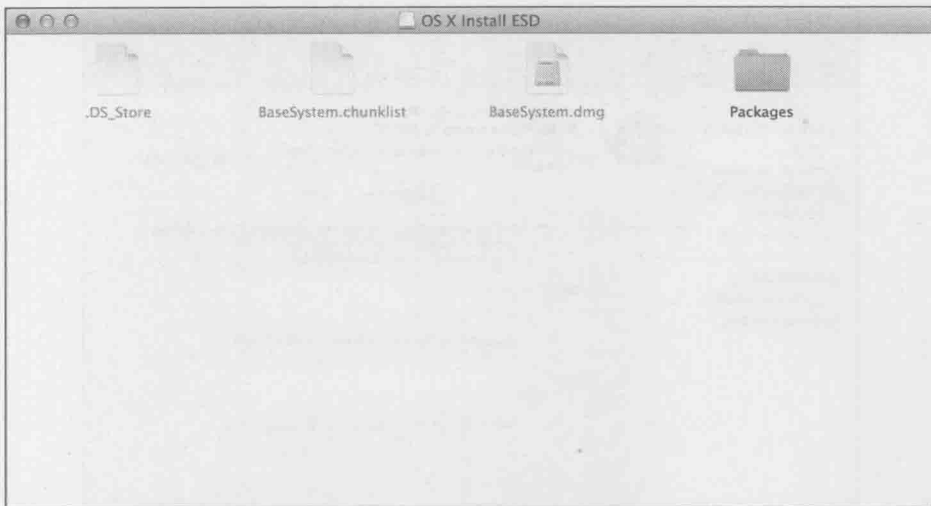 OS X Install ESD
.DS_Store
BaseSystem.chunklist
BaseSystem.dmg
Packages